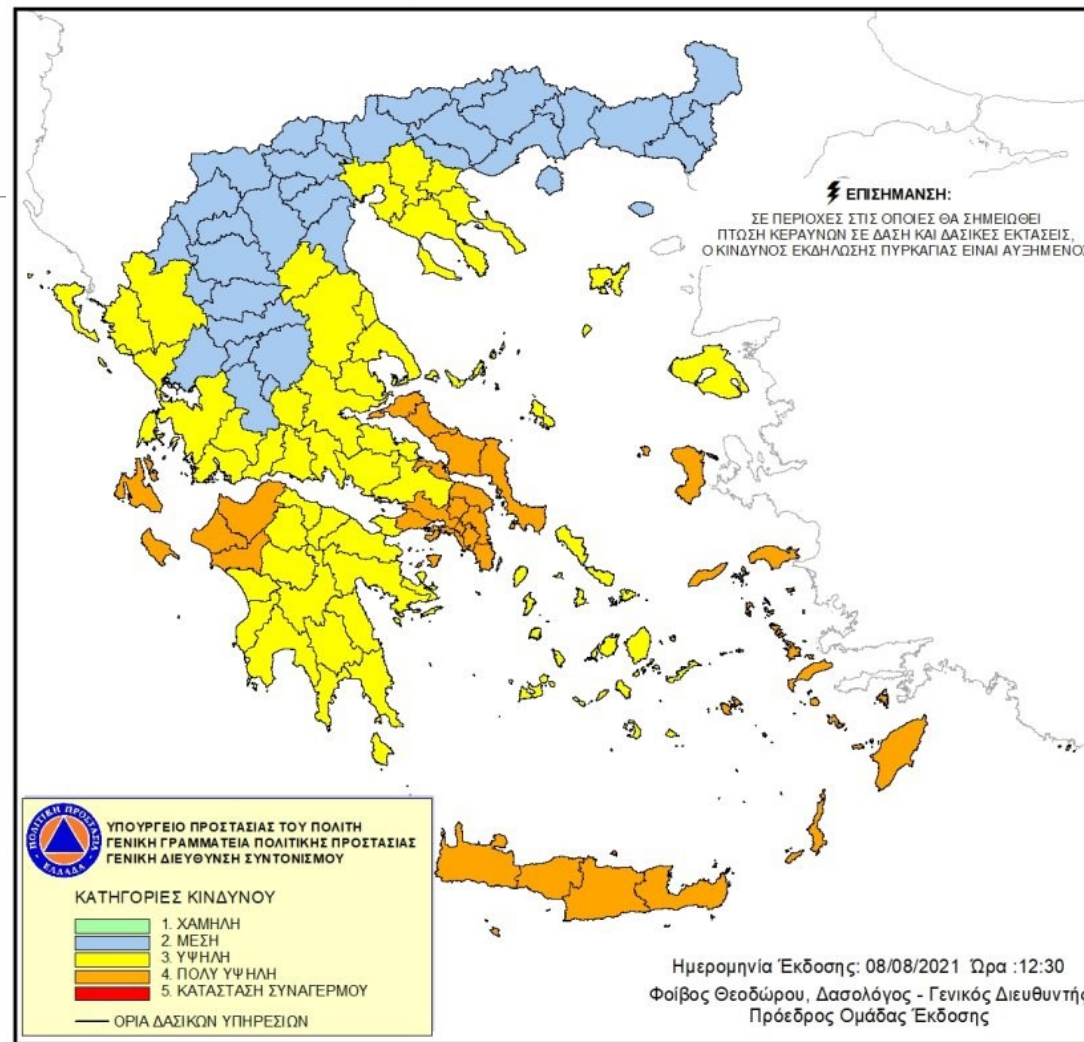 ΕΠΙΣΗΜΑΝΣΗ:
ΣΕ ΠΕΡΙΟΧΕΣ ΣΤΙΣ ΟΠΟΙΕΣ ΘΑ ΣΗΜΕΙΩΘΕΙ
ΠΤΩΣΗ ΚΕΡΑΥΝΩΝ ΣΕ ΔΑΣΗ ΚΑΙ ΔΑΣΙΚΕΣ ΕΚΤΑΣΕΙΣ,
Ο ΚΙΝΔΥΝΟΣ ΕΚΔΗΛΩΣΗΣ ΠΥΡΚΑΓΙΑΣ ΕΙΝΑΙ ΑΥΞΗΜΕΝΟΣ
ΠΟΛΙΤΙΚΗ ΠΡΟΣΤΑΣΙΑ
ΕΛΛΑΔΑ
ΥΠΟΥΡΓΕΙΟ ΠΡΟΣΤΑΣΙΑΣ ΤΟΥ ΠΟΛΙΤΗ
ΓΕΝΙΚΗ ΓΡΑΜΜΑΤΕΙΑ ΠΟΛΙΤΙΚΗΣ ΠΡΟΣΤΑΣΙΑΣ
ΓΕΝΙΚΗ ΔΙΕΥΘΥΝΣΗ ΣΥΝΤΟΝΙΣΜΟΥ
ΚΑΤΗΓΟΡΙΕΣ ΚΙΝΔΥΝΟΥ
1. ΧΑΜΗΛΗ
2. ΜΕΣΗ
3. ΥΨΗΛΗ
4. ΠΟΛΥ ΥΨΗΛΗ
5. ΚΑΤΑΣΤΑΣΗ ΣΥΝΑΓΕΡΜΟΥ
ΟΡΙΑ ΔΑΣΙΚΩΝ ΥΠΗΡΕΣΙΩΝ
Ημερομηνία Έκδοσης: 08/08/2021 Ώρα :12:30
Φοίβος Θεοδώρου, Δασολόγος - Γενικός Διευθυντής
Πρόεδρος Ομάδας Έκδοσης